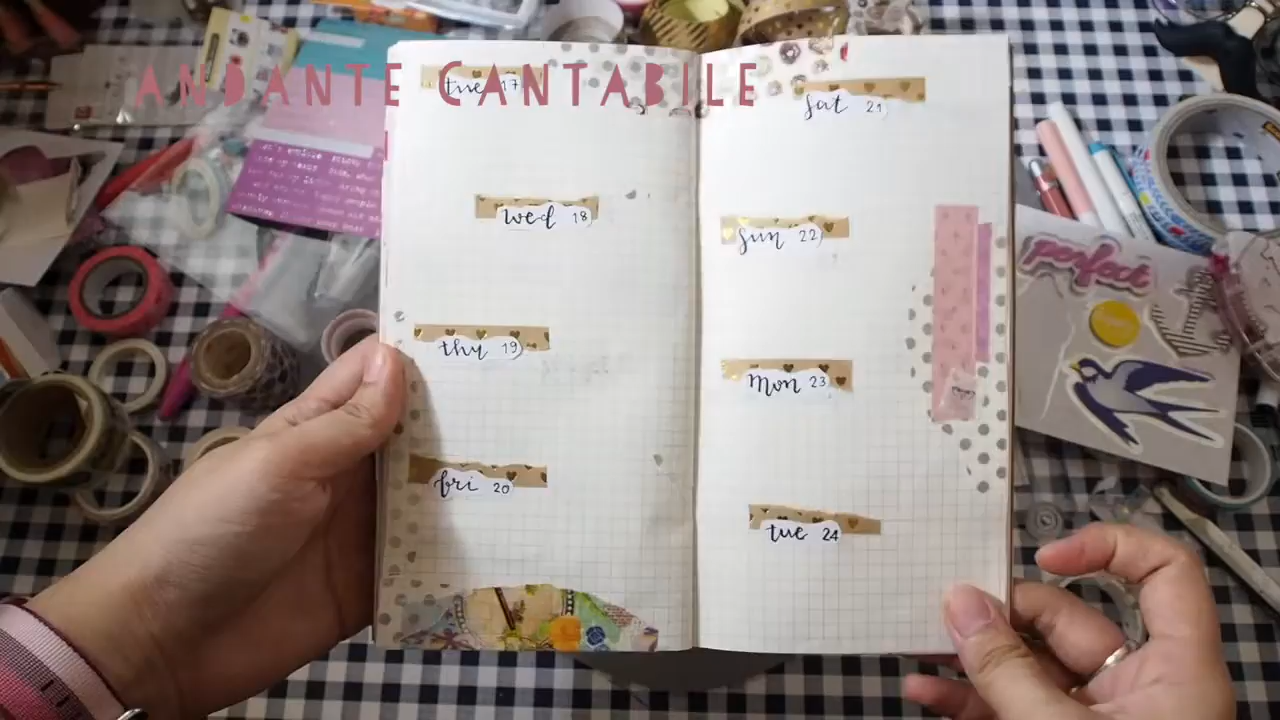 ANDANTE CANTABILE
tue 17
wed 18
thu 19
fri 20
sat 21
sun 22
mon 23
tue 24
perfect